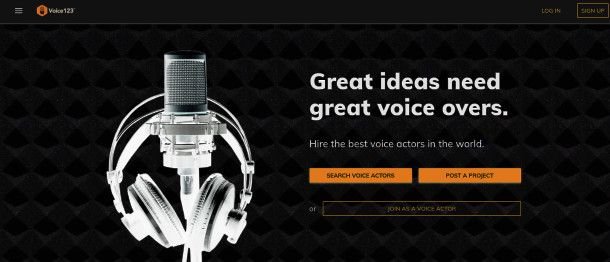 Voice123
LOG IN
SIGN UP
Great ideas need
great voice overs.
Hire the best voice actors in the world.
SEARCH VOICE ACTORS
POST A PROJECT
or
JOIN AS A VOICE ACTOR